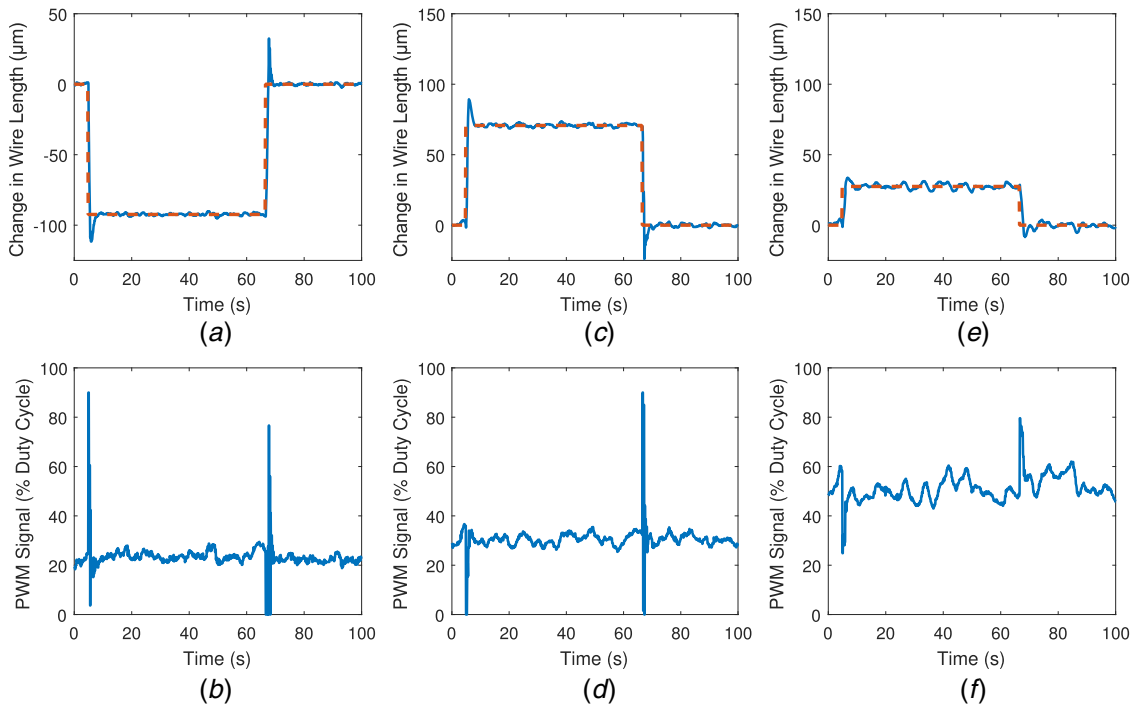 50
0
-50
-100
Change in Wire Length (μm)
0 20 40 60 80 100
Time (s)
(a)
150
100
50
0
Change in Wire Length (μm)
0 20 40 60 80 100
Time (s)
(c)
150
100
50
0
Change in Wire Length (μm)
0 20 40 60 80 100
Time (s)
(e)
100
80
60
40
20
0
PWM Signal (% Duty Cycle)
0 20 40 60 80 100
Time (s)
(b)
100
80
60
40
20
0
PWM Signal (% Duty Cycle)
0 20 40 60 80 100
Time (s)
(d)
100
80
60
40
20
0
PWM Signal (% Duty Cycle)
0 20 40 60 80 100
Time (s)
(f)